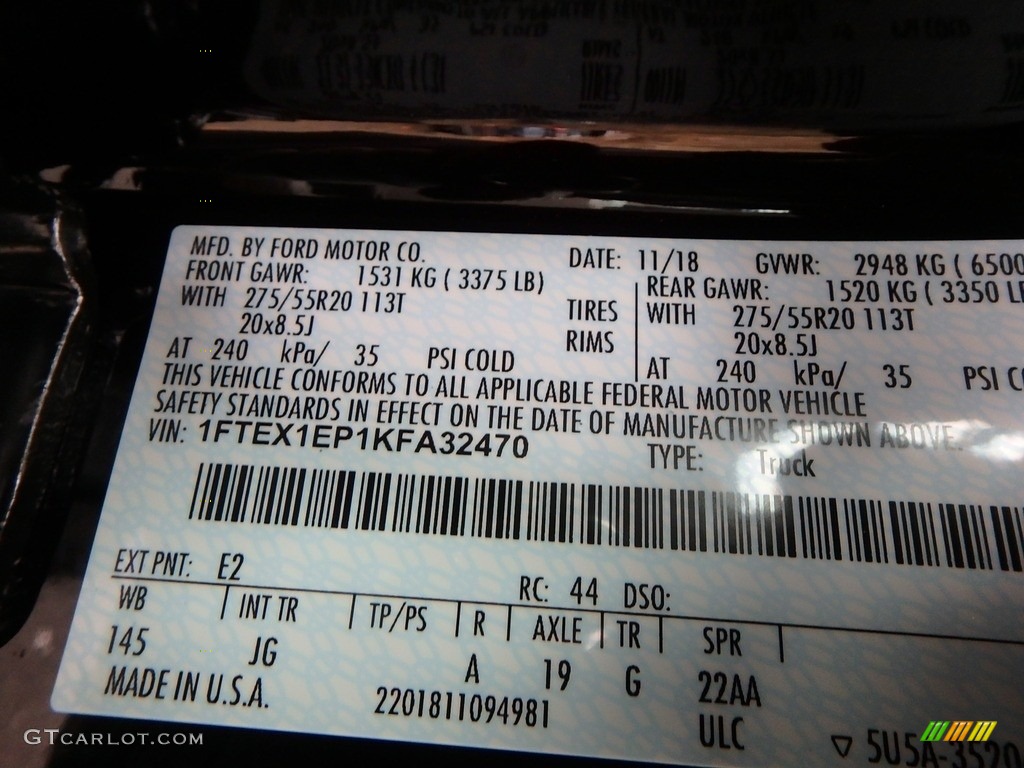 MFD. BY FORD MOTOR CO. DATE: 11/18 GVWR: 2948 KG ( 6500
FRONT GAWR: 1531 KG ( 3375 LB) REAR GAWR: 1520 KG ( 3350 LB
WITH 275/55R20 113T TIRES WITH 275/55R20 113T
20x8.5J RIMS 20x8.5J
AT 240 kPa/ 35 PSI COLD AT 240 kPa/ 35 PSI CO
THIS VEHICLE CONFORMS TO ALL APPLICABLE FEDERAL MOTOR VEHICLE
SAFETY STANDARDS IN EFFECT ON THE DATE OF MANUFACTURE SHOWN ABOVE.
VIN: 1FTEX1EP1KFA32470 TYPE: Truck
EXT PNT: E2 RC: 44 DSO:
WB INT TR TP/PS R AXLE TR SPR
145 JG A 19 G 22AA
MADE IN U.S.A. 2201811094981 ULC
▽ 5U5A-3520
GTcarlot.com